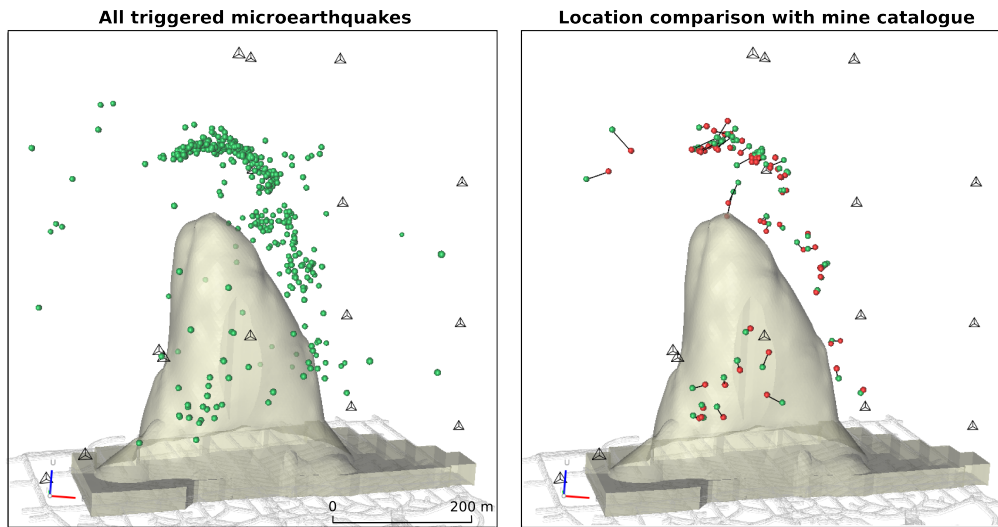 All triggered microearthquakes
Location comparison with mine catalogue
U
U
0 200 m